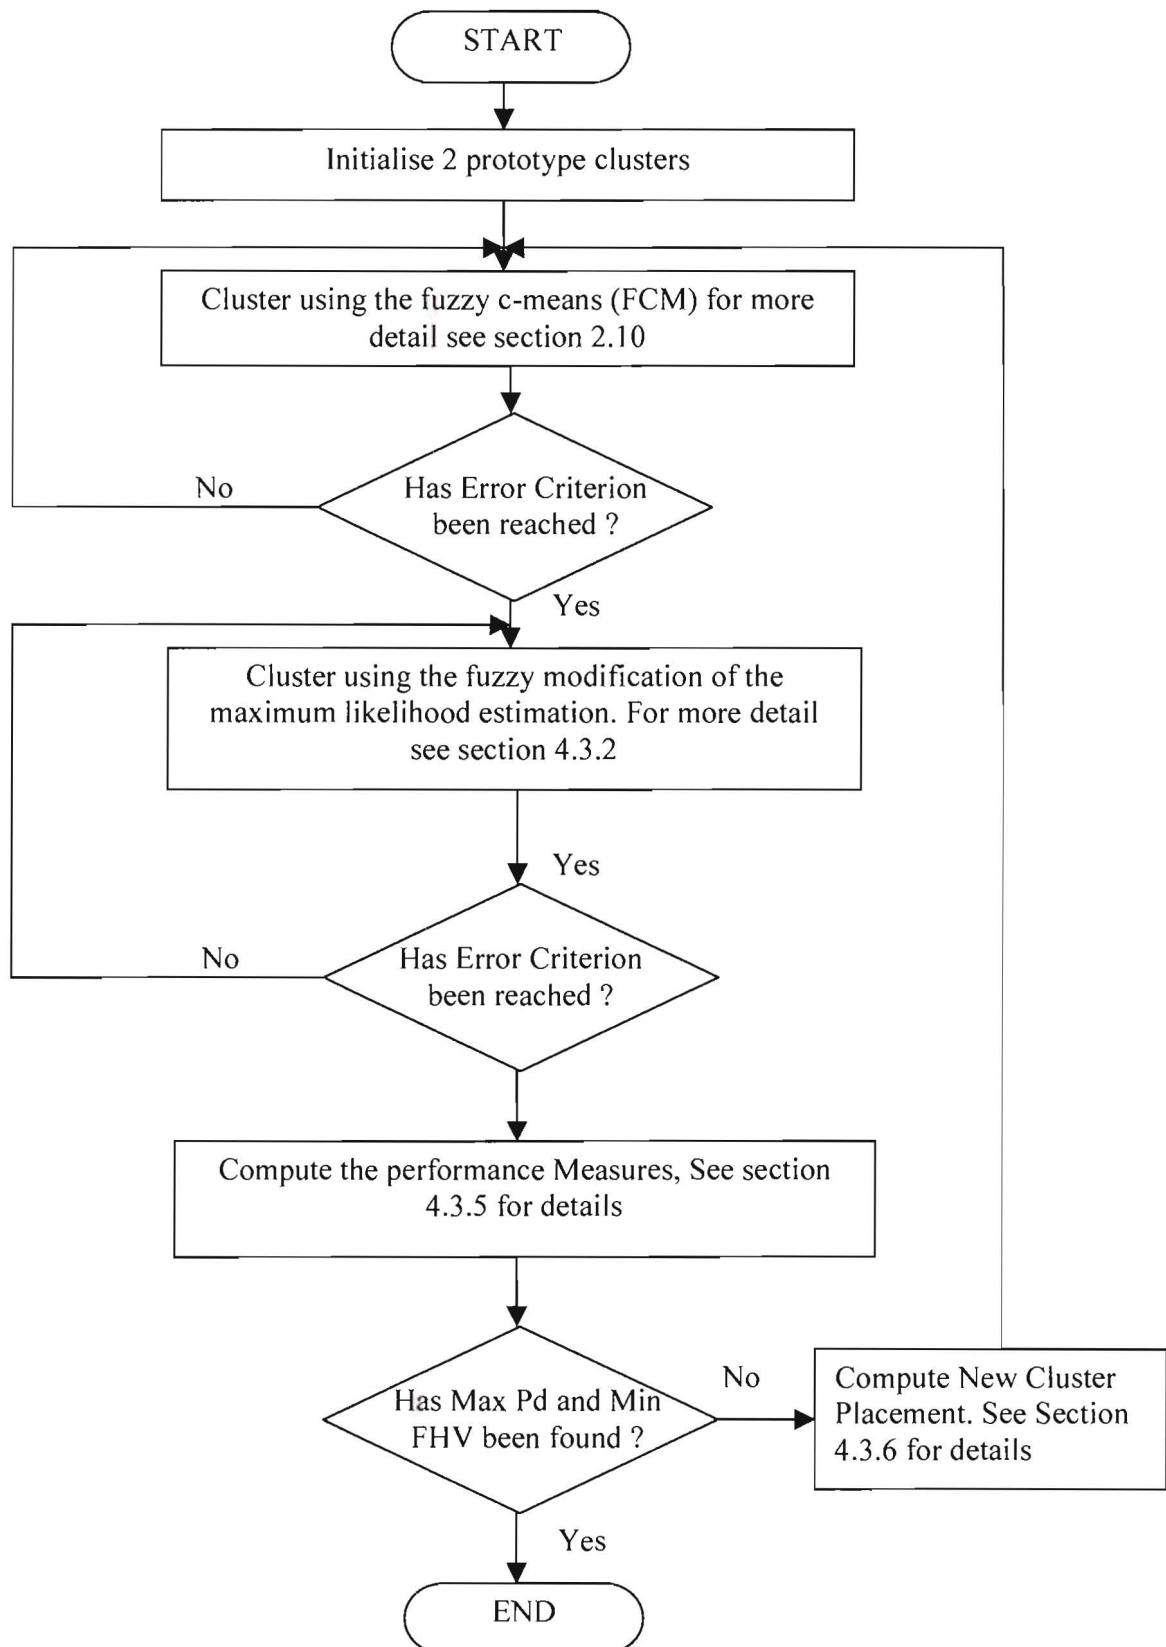 START
Initialise 2 prototype clusters
Cluster using the fuzzy c-means (FCM) for more
detail see section 2.10
No
Has Error Criterion
been reached ?
Yes
Cluster using the fuzzy modification of the
maximum likelihood estimation. For more detail
see section 4.3.2
Yes
No
Has Error Criterion
been reached ?
Compute the performance Measures, See section
4.3.5 for details
Has Max Pd and Min
FHV been found ?
No
Compute New Cluster
Placement. See Section
4.3.6 for details
Yes
END